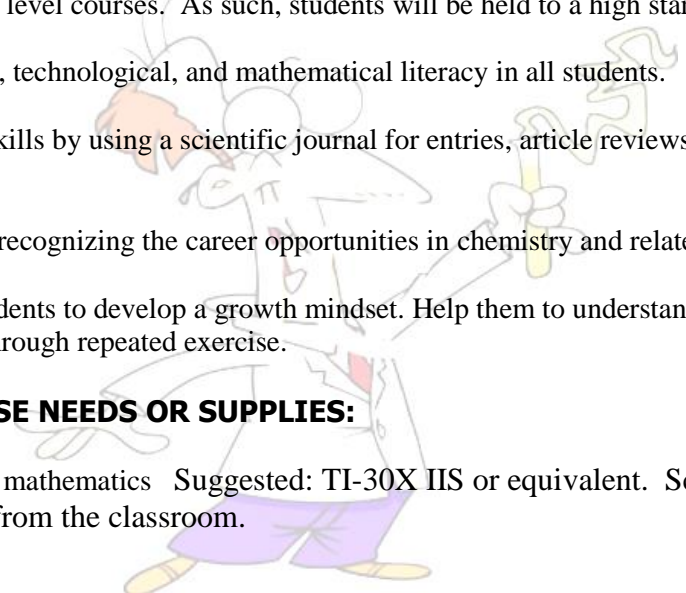 level courses. As such, students will be held to a high star
, technological, and mathematical literacy in all students.
kills by using a scientific journal for entries, article reviews
recognizing the career opportunities in chemistry and relate
dents to develop a growth mindset. Help them to understan
hrough repeated exercise.
SE NEEDS OR SUPPLIES:
mathematics Suggested: TI-30X IIS or equivalent. Sc
from the classroom.